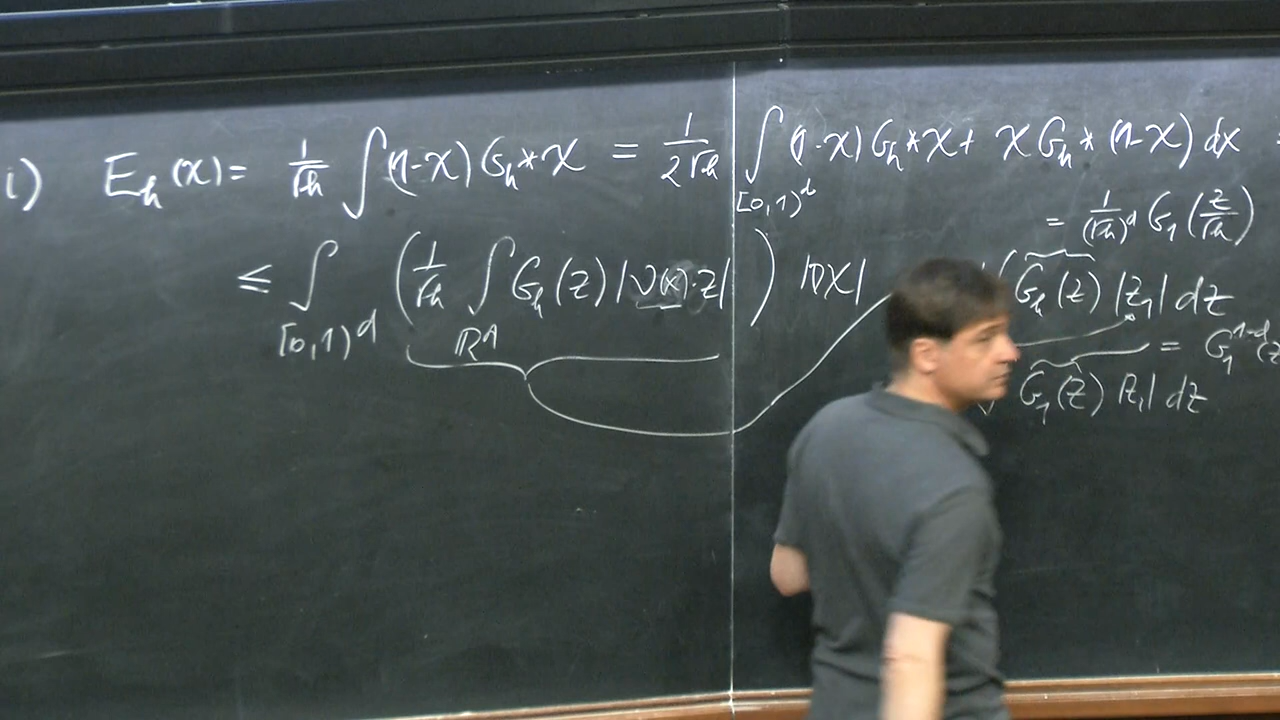 i) E_h(χ) = 1/√h ∫(1-χ) G_h * χ = 1/2√h ∫_{[0,1)^d} (1-χ) G_h * χ + χ G_h * (1-χ) dx =
= 1/(√h)^d G_1(z/√h)
≤ ∫_{[0,1)^d} (1/√h ∫_{ℝ^d} G_h(z) |ν(x)·z|) |∇χ| G_h(z) |z_1| dz
= G_1^{1-d}(z
G_1(z) |z_1| dz